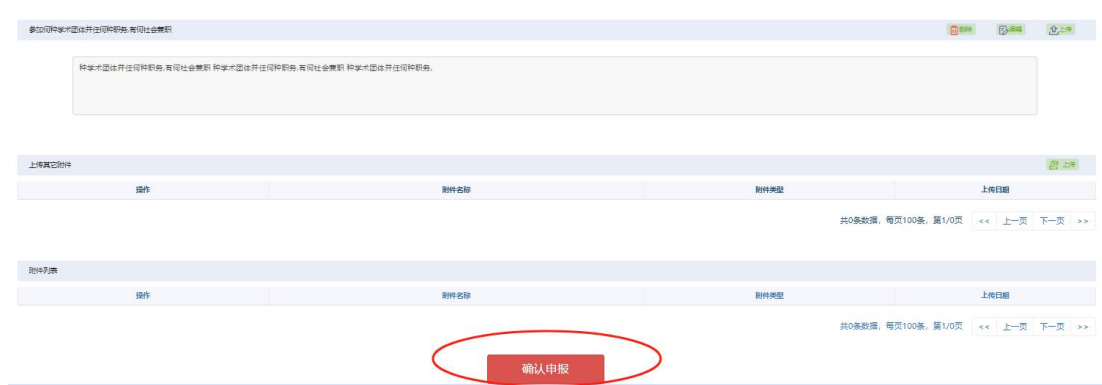 参加何种学术团体并任何种职务,有何社会兼职 删除 编辑 上传
种学术团体并任何种职务,有何社会兼职 种学术团体并任何种职务,有何社会兼职 种学术团体并任何种职务,
上传其它附件 上传
操作 附件名称 附件类型 上传日期
共0条数据, 每页100条, 第1/0页 << 上一页 下一页 >>
附件列表
操作 附件名称 附件类型 上传日期
共0条数据, 每页100条, 第1/0页 << 上一页 下一页 >>
确认申报